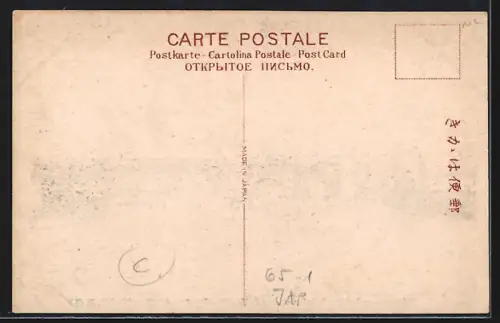 CARTE POSTALE
Postkarte - Cartolina Postale - Post Card
ОТКРЫТОЕ ПИСЬМО.
MADE IN JAPAN
きかは便郵
C
65-1
JAP